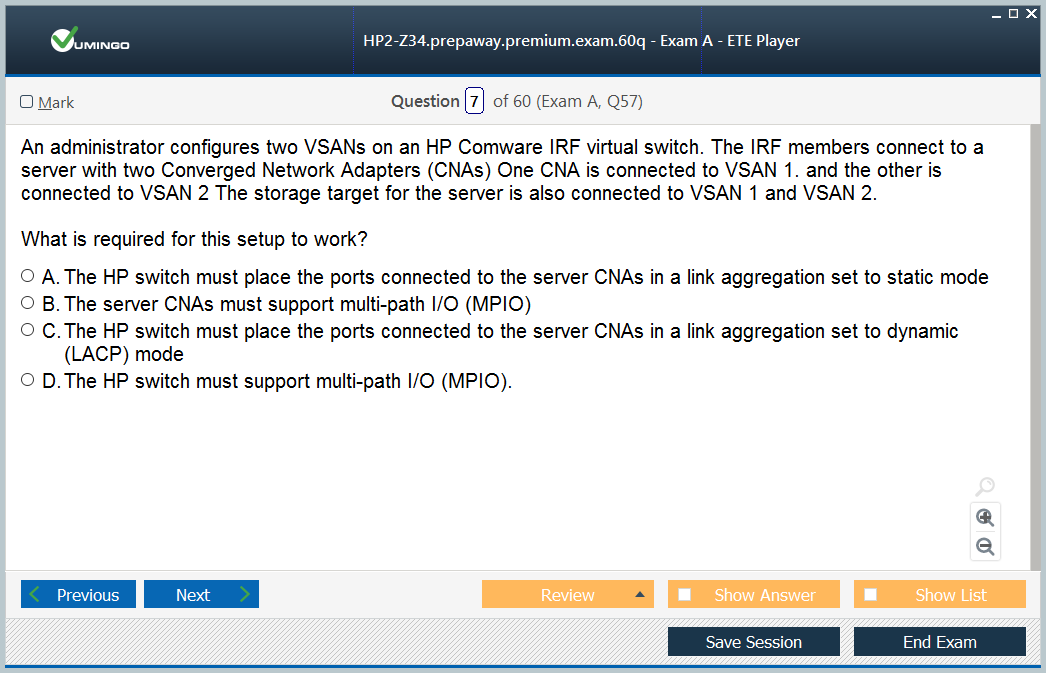 VUMINGO
HP2-Z34.prepaway.premium.exam.60q - Exam A - ETE Player
Mark
Question 7 of 60 (Exam A, Q57)
An administrator configures two VSANs on an HP Comware IRF virtual switch. The IRF members connect to a
server with two Converged Network Adapters (CNAs) One CNA is connected to VSAN 1. and the other is
connected to VSAN 2 The storage target for the server is also connected to VSAN 1 and VSAN 2.
What is required for this setup to work?
A. The HP switch must place the ports connected to the server CNAs in a link aggregation set to static mode
B. The server CNAs must support multi-path I/O (MPIO)
C. The HP switch must place the ports connected to the server CNAs in a link aggregation set to dynamic
(LACP) mode
D. The HP switch must support multi-path I/O (MPIO).
Previous
Next
Review
Show Answer
Show List
Save Session
End Exam